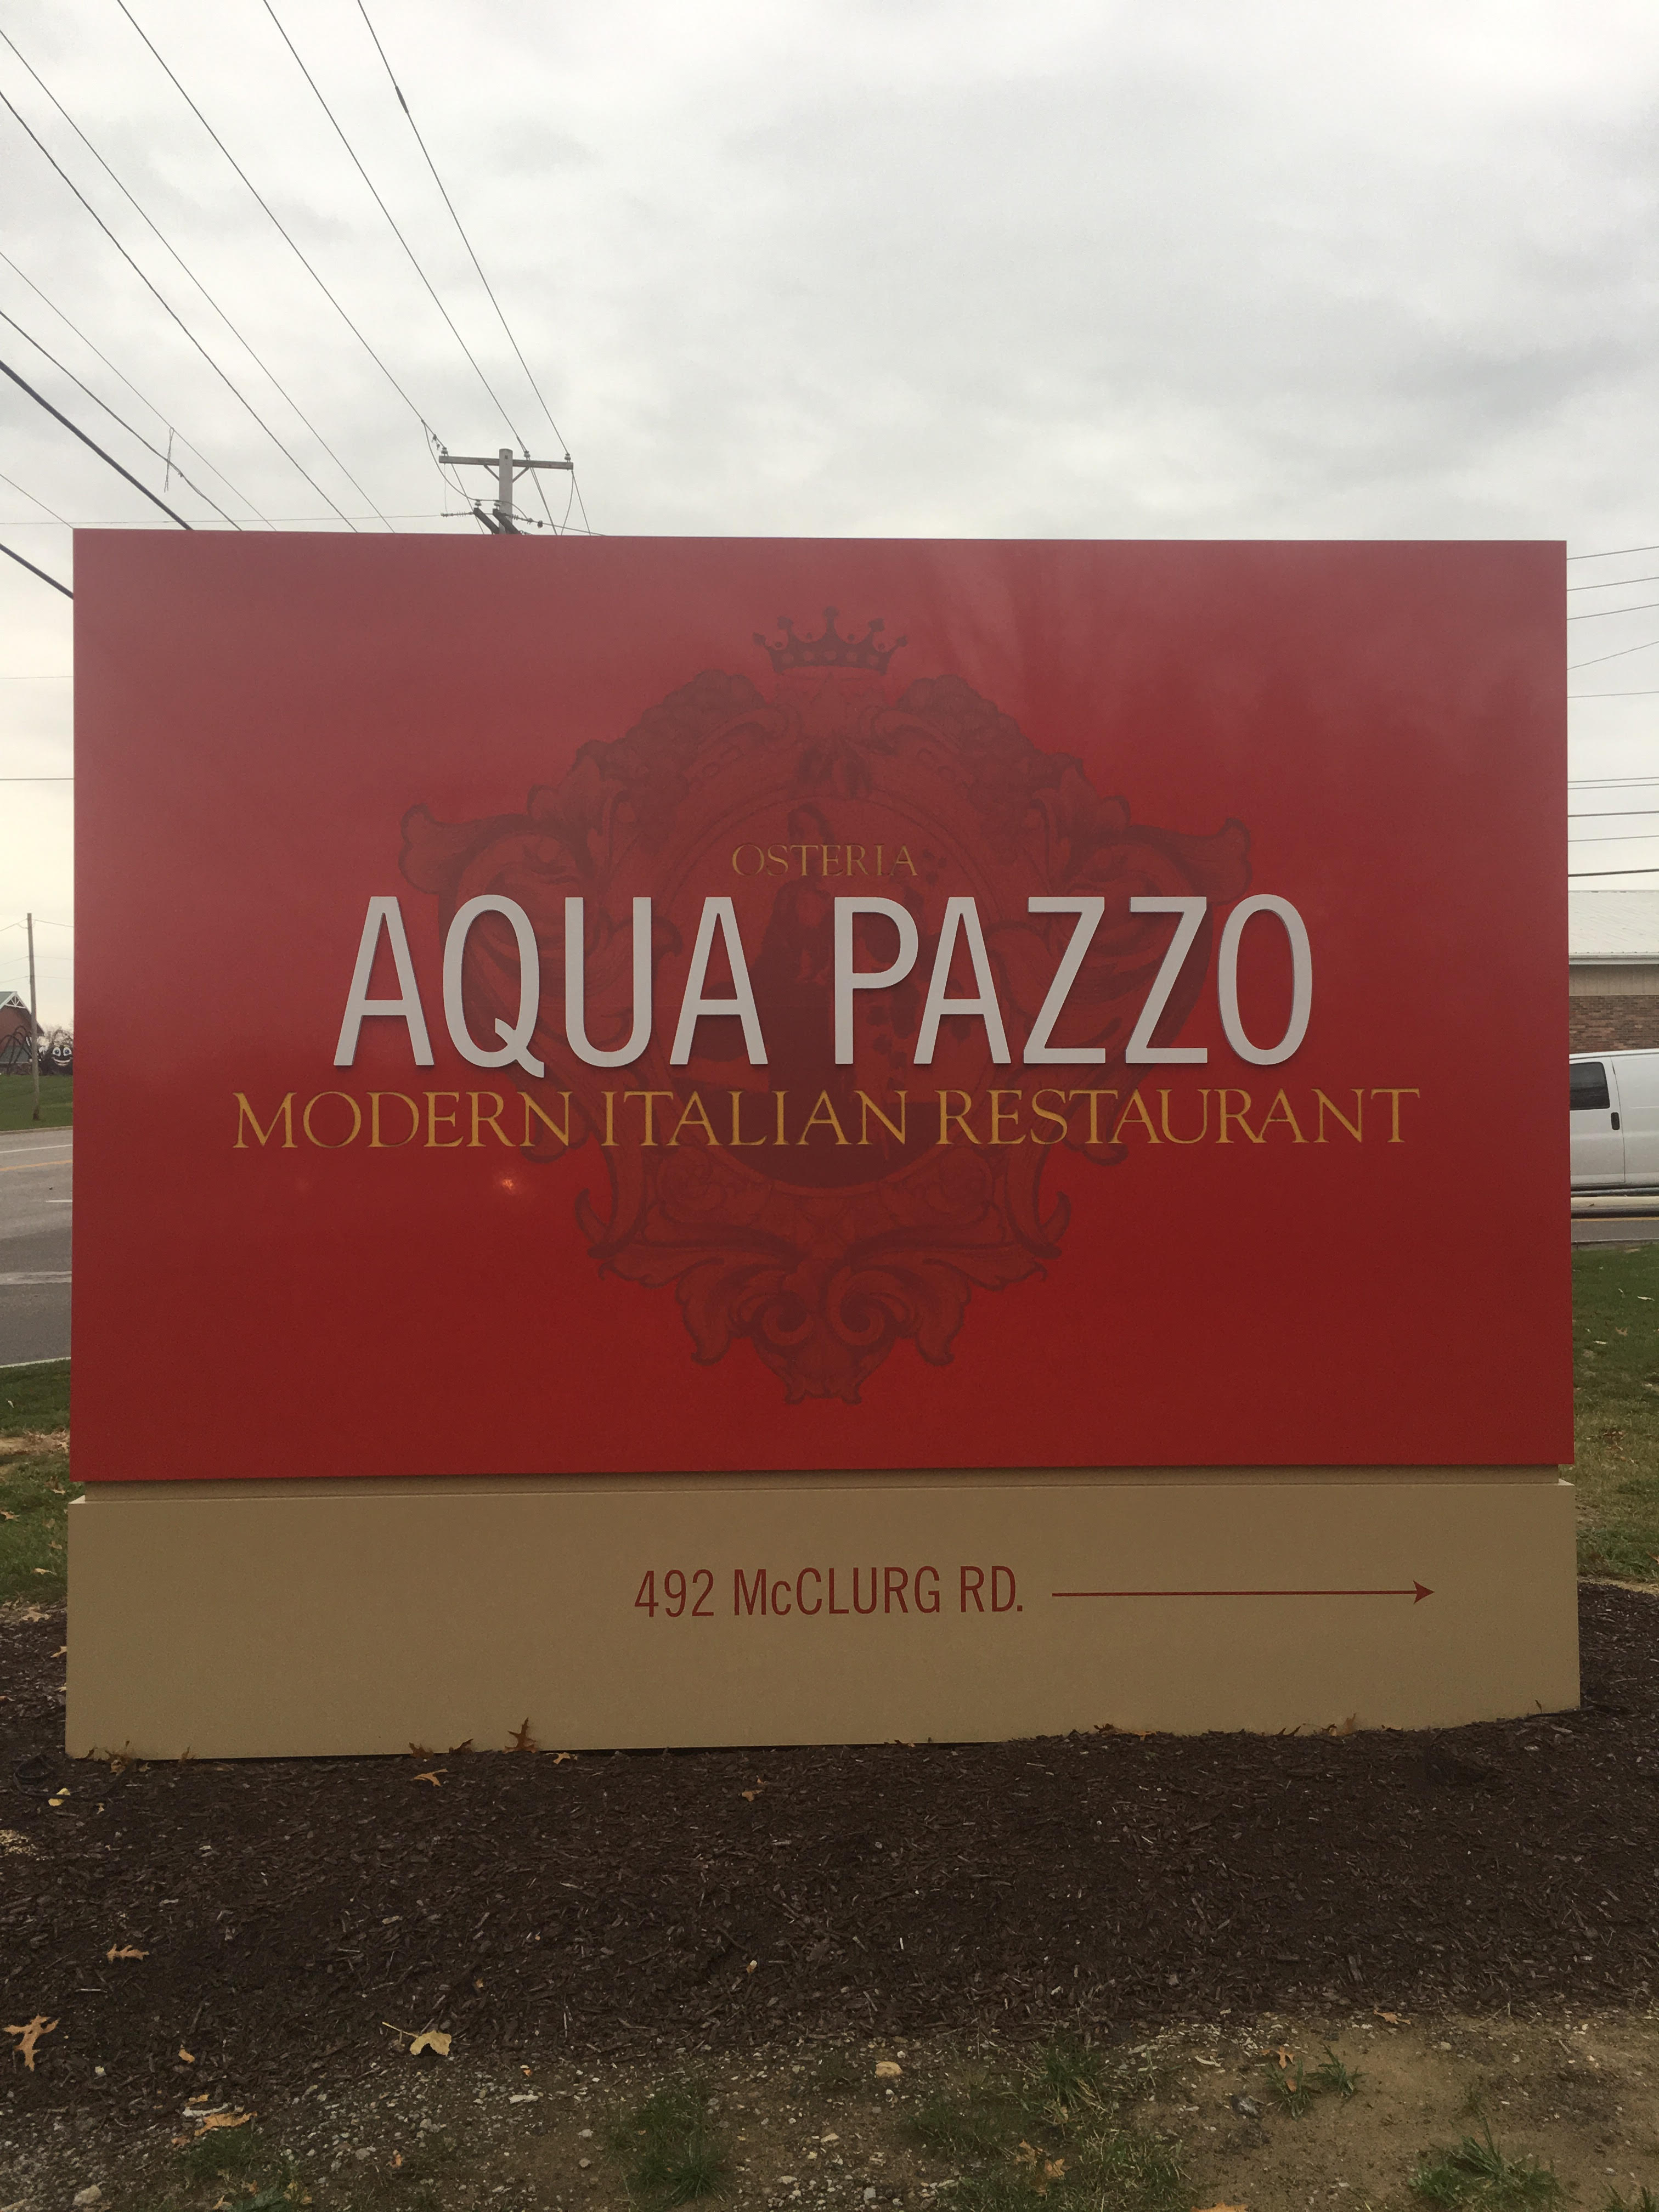 OSTERIA
AQUA PAZZO
MODERN ITALIAN RESTAURANT
492 McCLURG RD.